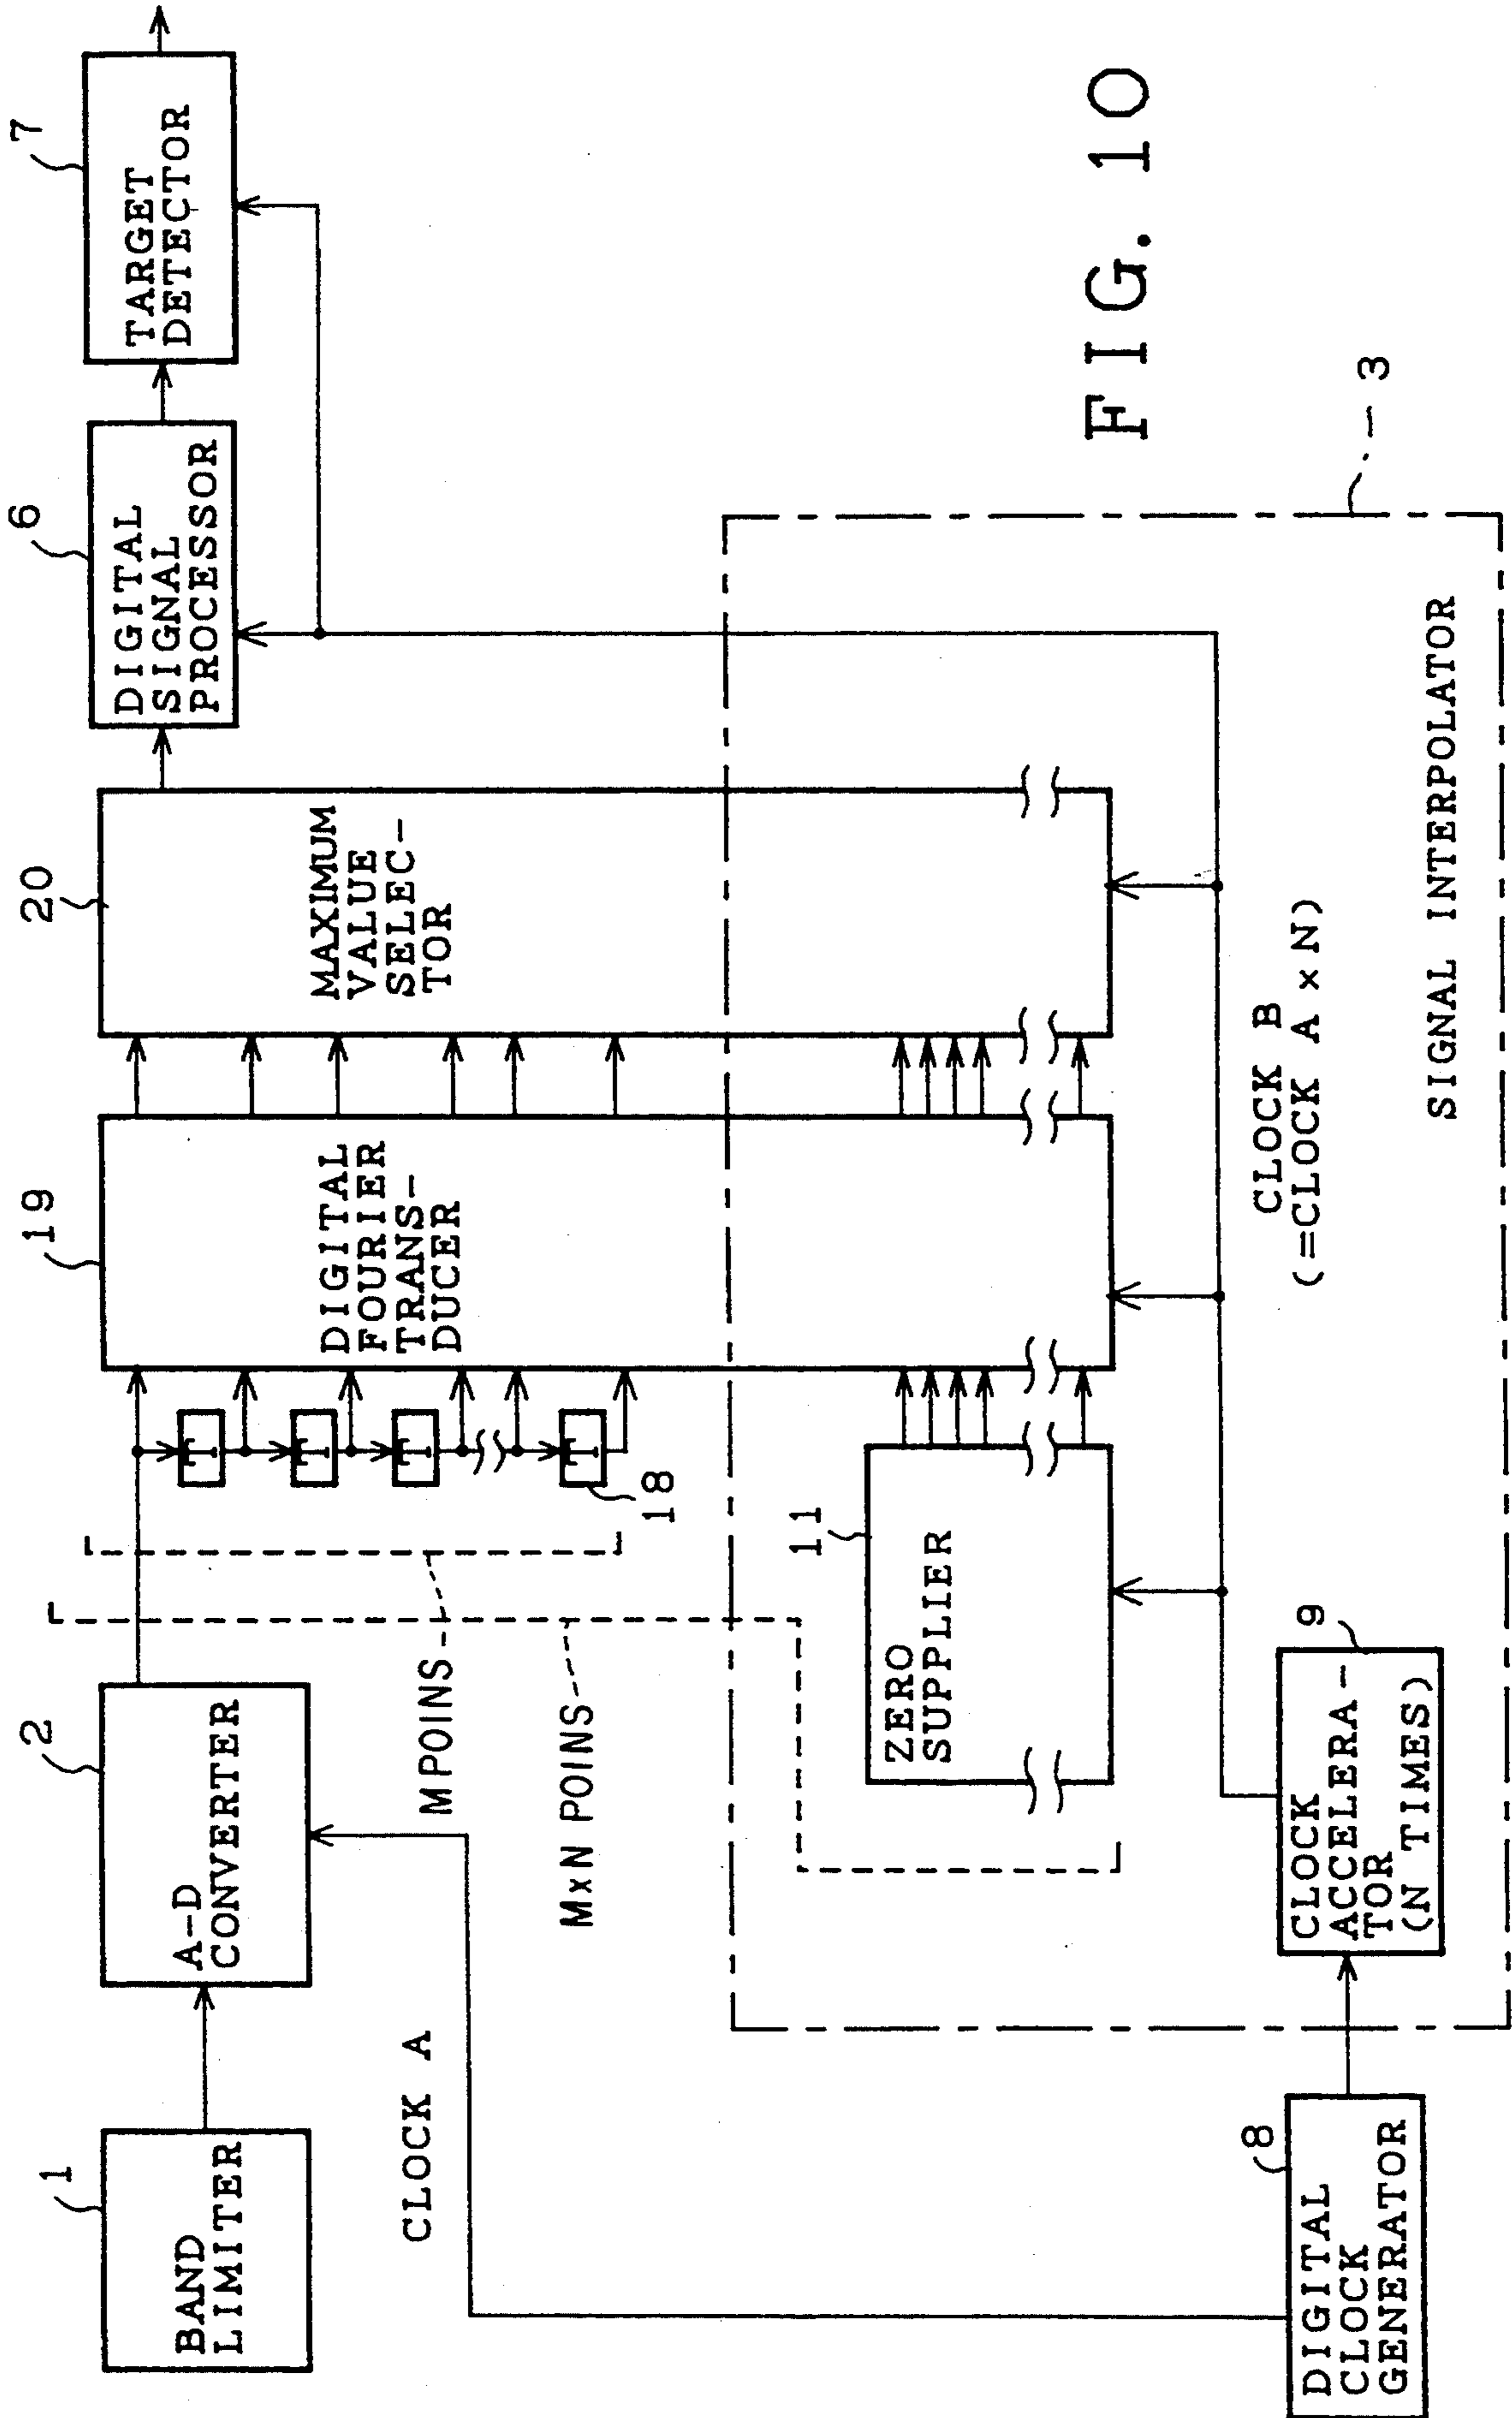 1
BAND
LIMITER
2
A-D
CONVERTER
CLOCK A
M POINS
M×N POINS
T
T
T
T
18
19
DIGITAL
FOURIER
TRANS-
DUCER
20
MAXIMUM
VALUE
SELEC-
TOR
6
DIGITAL
SIGNAL
PROCESSOR
7
TARGET
DETECTOR
11
ZERO
SUPPLIER
8
DIGITAL
CLOCK
GENERATOR
9
CLOCK
ACCELERA-
TOR
(N TIMES)
CLOCK B
(=CLOCK A × N)
SIGNAL INTERPOLATOR
3
FIG. 10